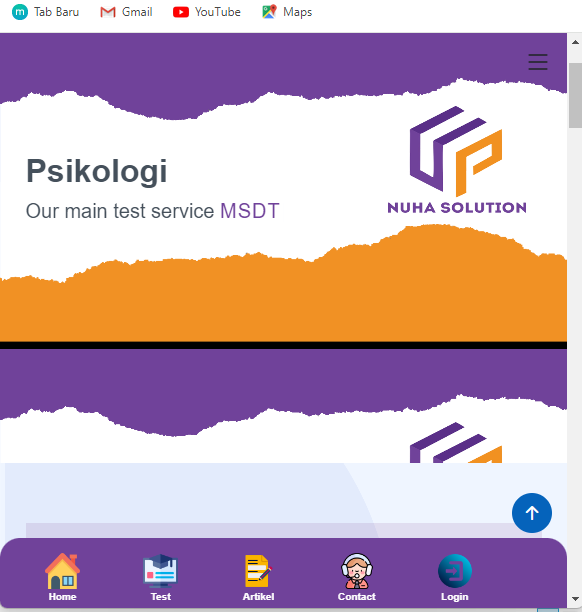 Tab Baru Gmail YouTube Maps
Psikologi
Our main test service MSDT
NUHA SOLUTION
Home Test Artikel Contact Login